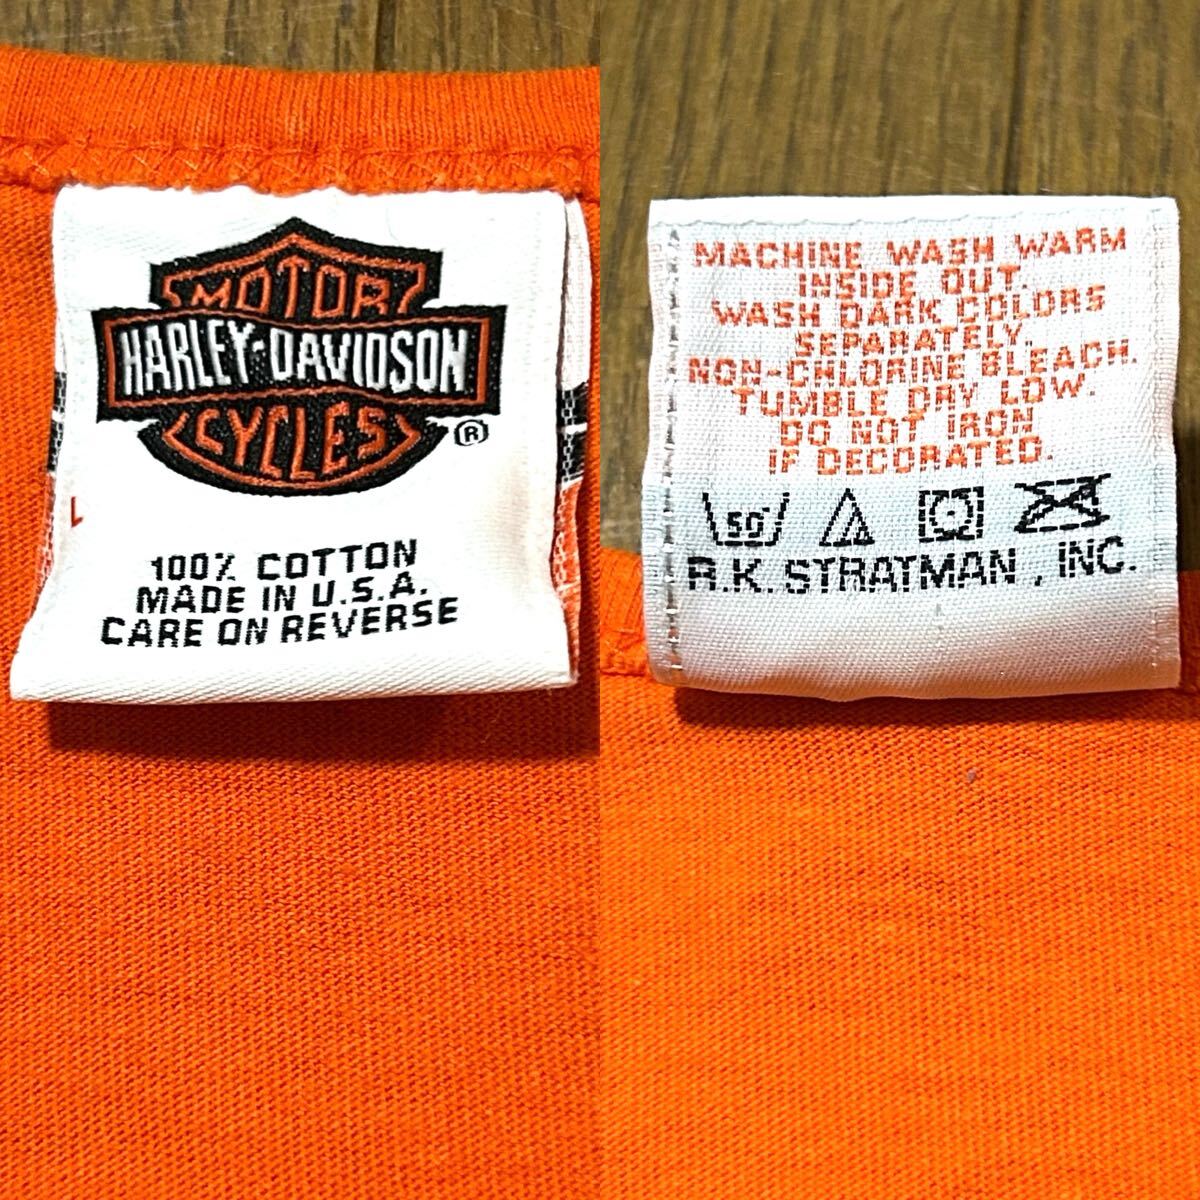 MOTOR
HARLEY-DAVIDSON
CYCLES
®
L
100% COTTON
MADE IN U.S.A.
CARE ON REVERSE
MACHINE WASH WARM
INSIDE OUT.
WASH DARK COLORS
SEPARATELY.
NON-CHLORINE BLEACH.
TUMBLE DRY LOW.
DO NOT IRON
IF DECORATED.
50°
R.K. STRATMAN , INC.